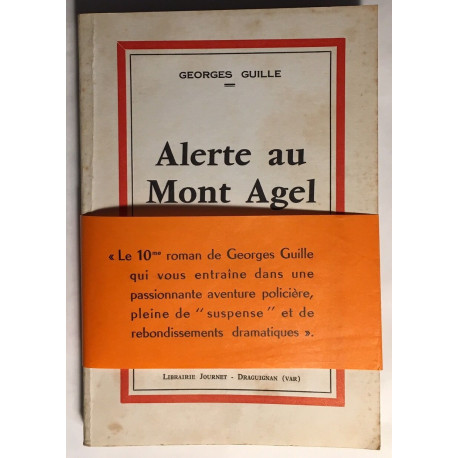 GEORGES GUILLE
Alerte au
Mont Agel
« Le 10me roman de Georges Guille
qui vous entraine dans une
passionnante aventure policière,
pleine de " suspense " et de
rebondissements dramatiques ».
LIBRAIRIE JOURNET - DRAGUIGNAN (VAR)